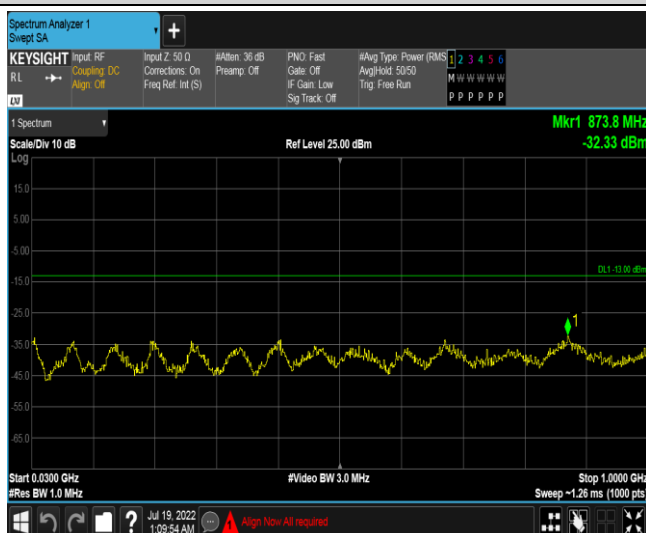 Spectrum Analyzer 1
Swept SA
+
KEYSIGHT
RL
LXI
Input: RF
Coupling: DC
Align: Off
Input Z: 50 Ω
Corrections: On
Freq Ref: Int (S)
#Atten: 36 dB
Preamp: Off
PNO: Fast
Gate: Off
IF Gain: Low
Sig Track: Off
#Avg Type: Power (RMS
Avg|Hold: 50/50
Trig: Free Run
1 2 3 4 5 6
M W W W W W
P P P P P P
1 Spectrum
Mkr1 873.8 MHz
-32.33 dBm
Scale/Div 10 dB
Ref Level 25.00 dBm
Log
15.0
5.00
-5.00
DL1 -13.00 dBm
-15.0
-25.0
1
-35.0
-45.0
-55.0
-65.0
Start 0.0300 GHz
#Video BW 3.0 MHz
Stop 1.0000 GHz
#Res BW 1.0 MHz
Sweep ~1.26 ms (1000 pts)
?
Jul 19, 2022
1:09:54 AM
Align Now All required